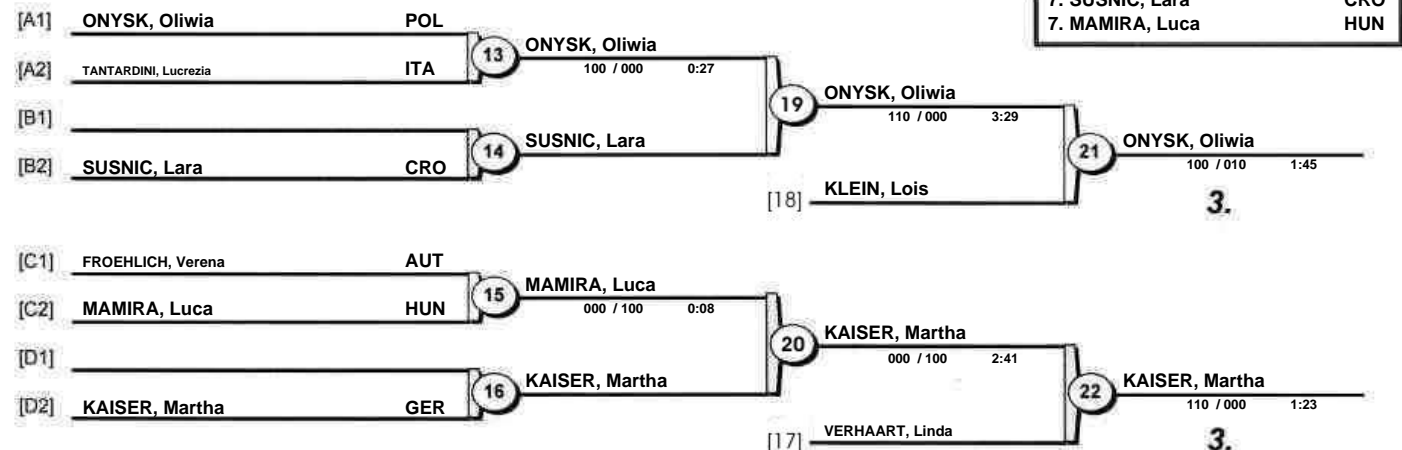 7. SUSNIC, Lara CRO
7. MAMIRA, Luca HUN
[A1] ONYSK, Oliwia POL
[A2] TANTARDINI, Lucrezia ITA
13 ONYSK, Oliwia
100 / 000 0:27
[B1]
[B2] SUSNIC, Lara CRO
14 SUSNIC, Lara
19 ONYSK, Oliwia
110 / 000 3:29
[18] KLEIN, Lois
21 ONYSK, Oliwia
100 / 010 1:45
3.
[C1] FROEHLICH, Verena AUT
[C2] MAMIRA, Luca HUN
15 MAMIRA, Luca
000 / 100 0:08
[D1]
[D2] KAISER, Martha GER
16 KAISER, Martha
20 KAISER, Martha
000 / 100 2:41
[17] VERHAART, Linda
22 KAISER, Martha
110 / 000 1:23
3.